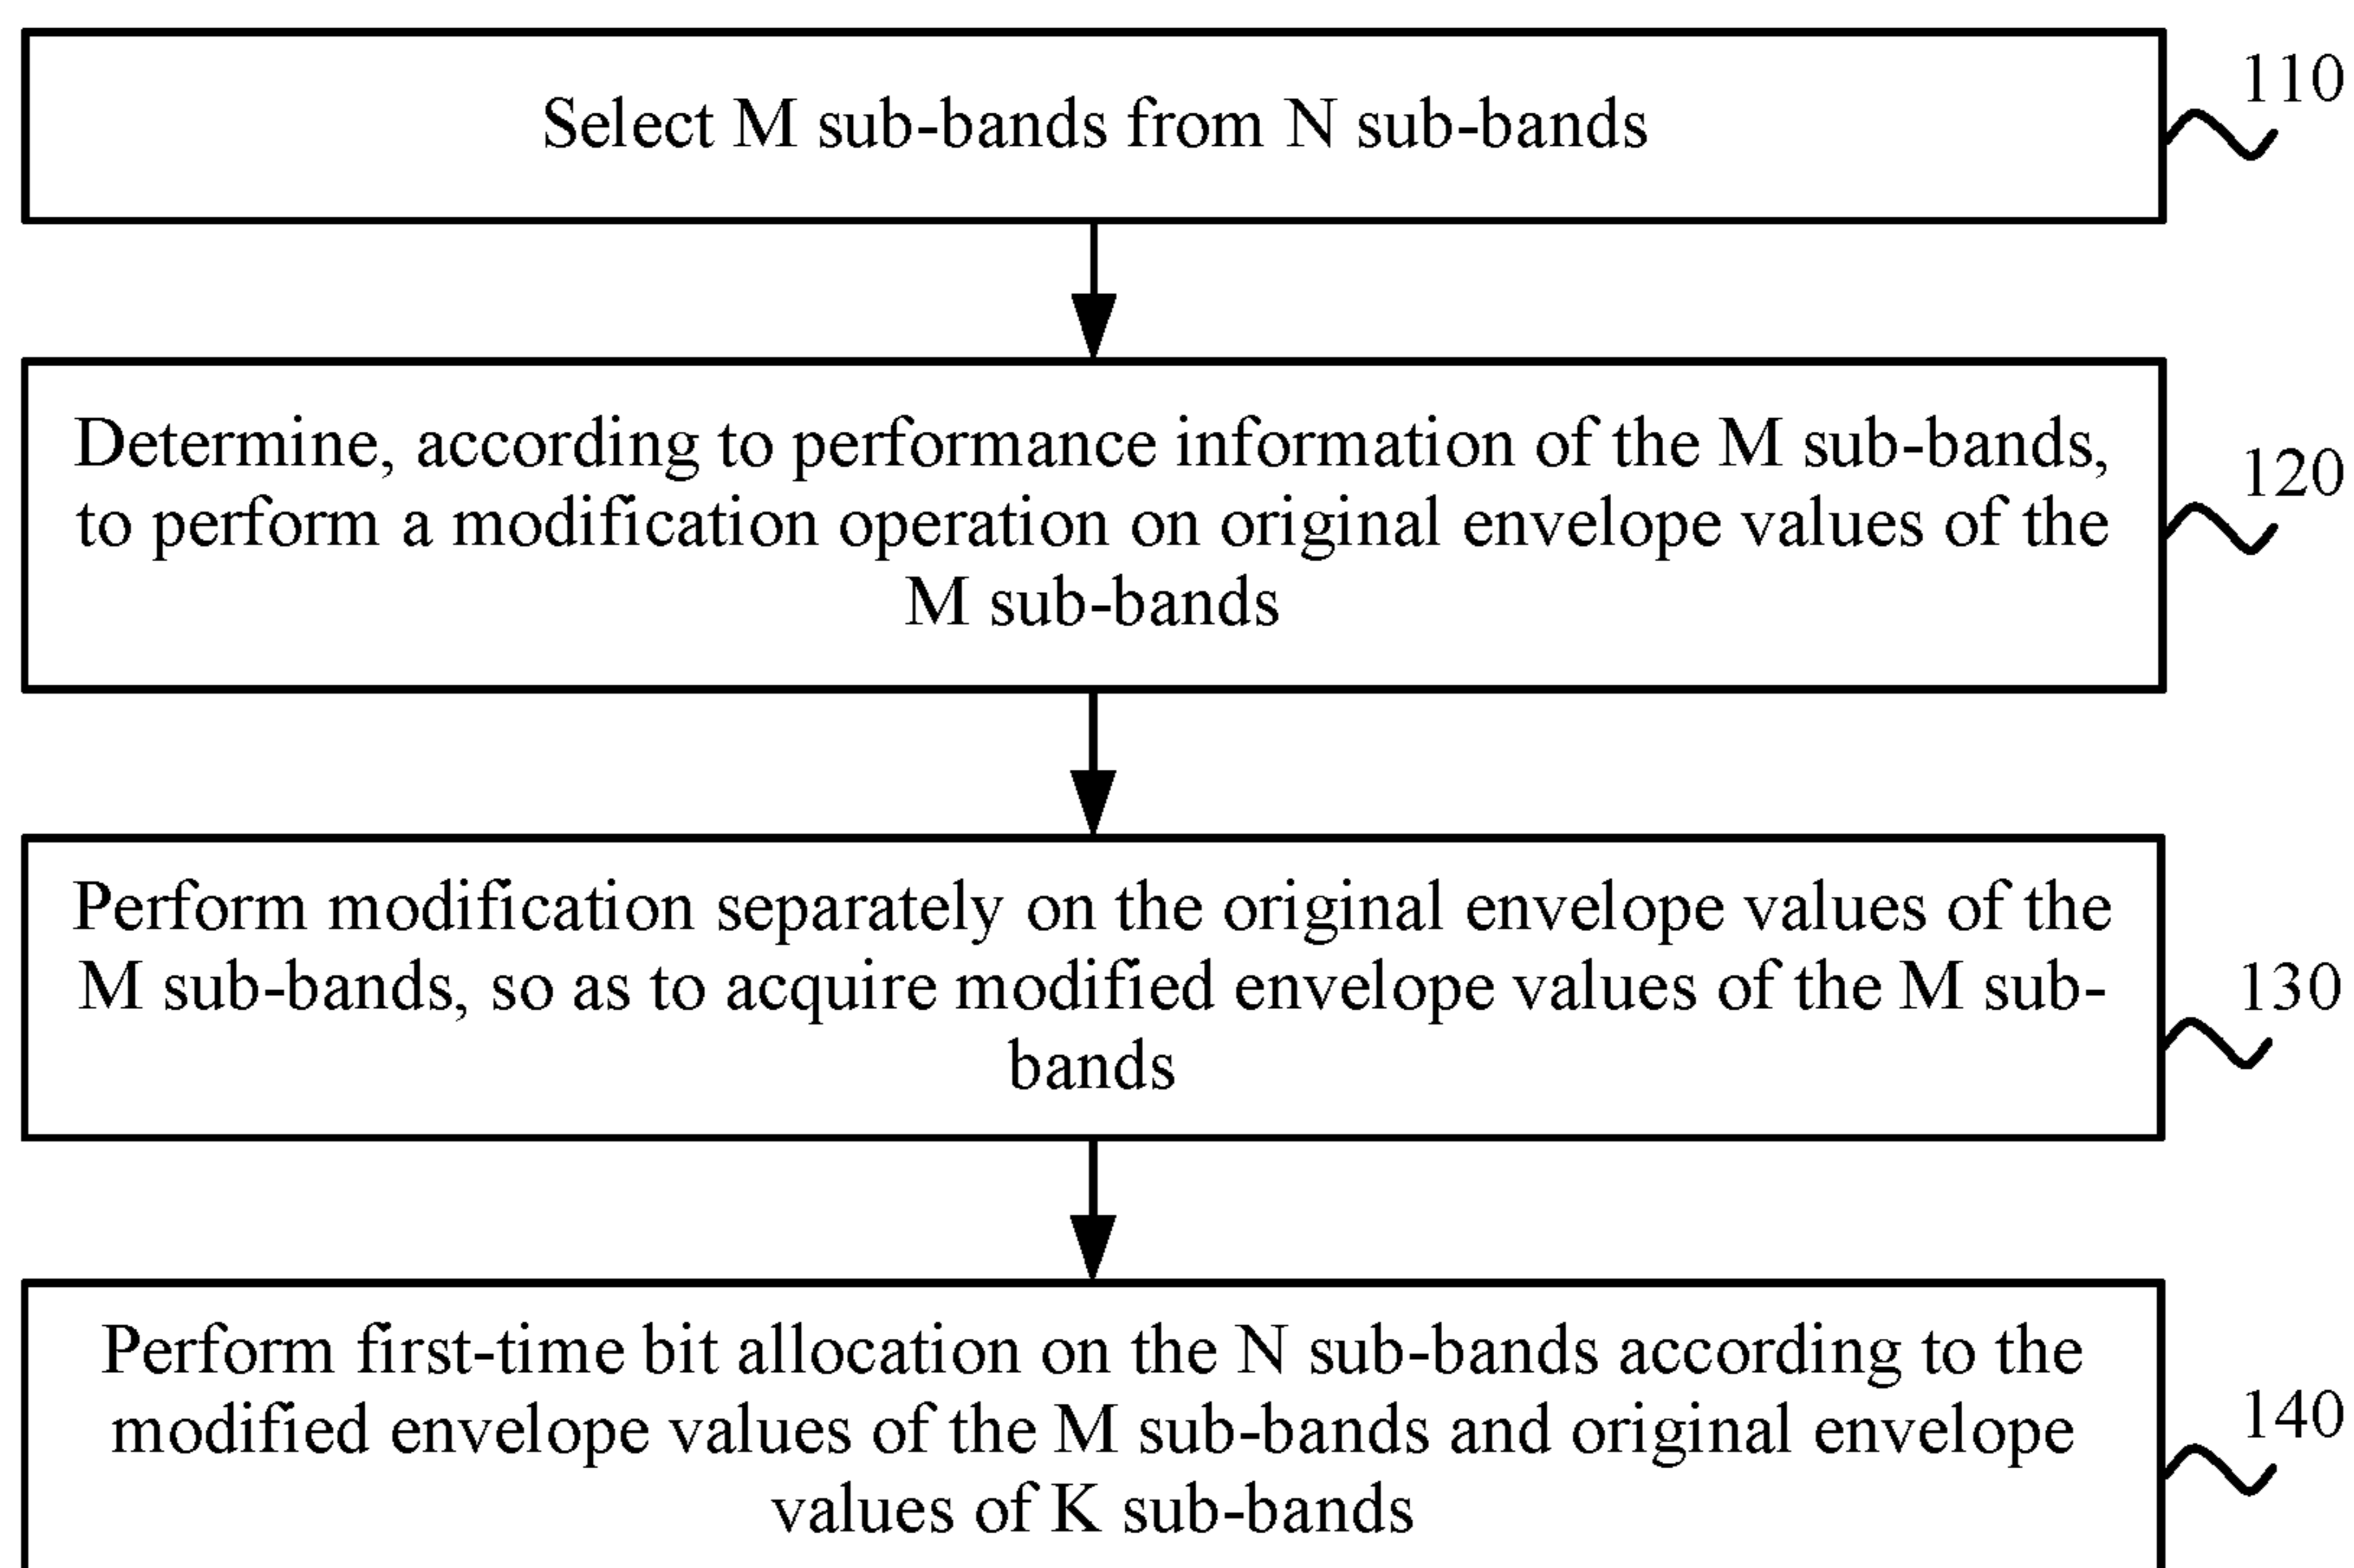 Select M sub-bands from N sub-bands
110
Determine, according to performance information of the M sub-bands,
to perform a modification operation on original envelope values of the
M sub-bands
120
Perform modification separately on the original envelope values of the
M sub-bands, so as to acquire modified envelope values of the M sub-
bands
130
Perform first-time bit allocation on the N sub-bands according to the
modified envelope values of the M sub-bands and original envelope
values of K sub-bands
140